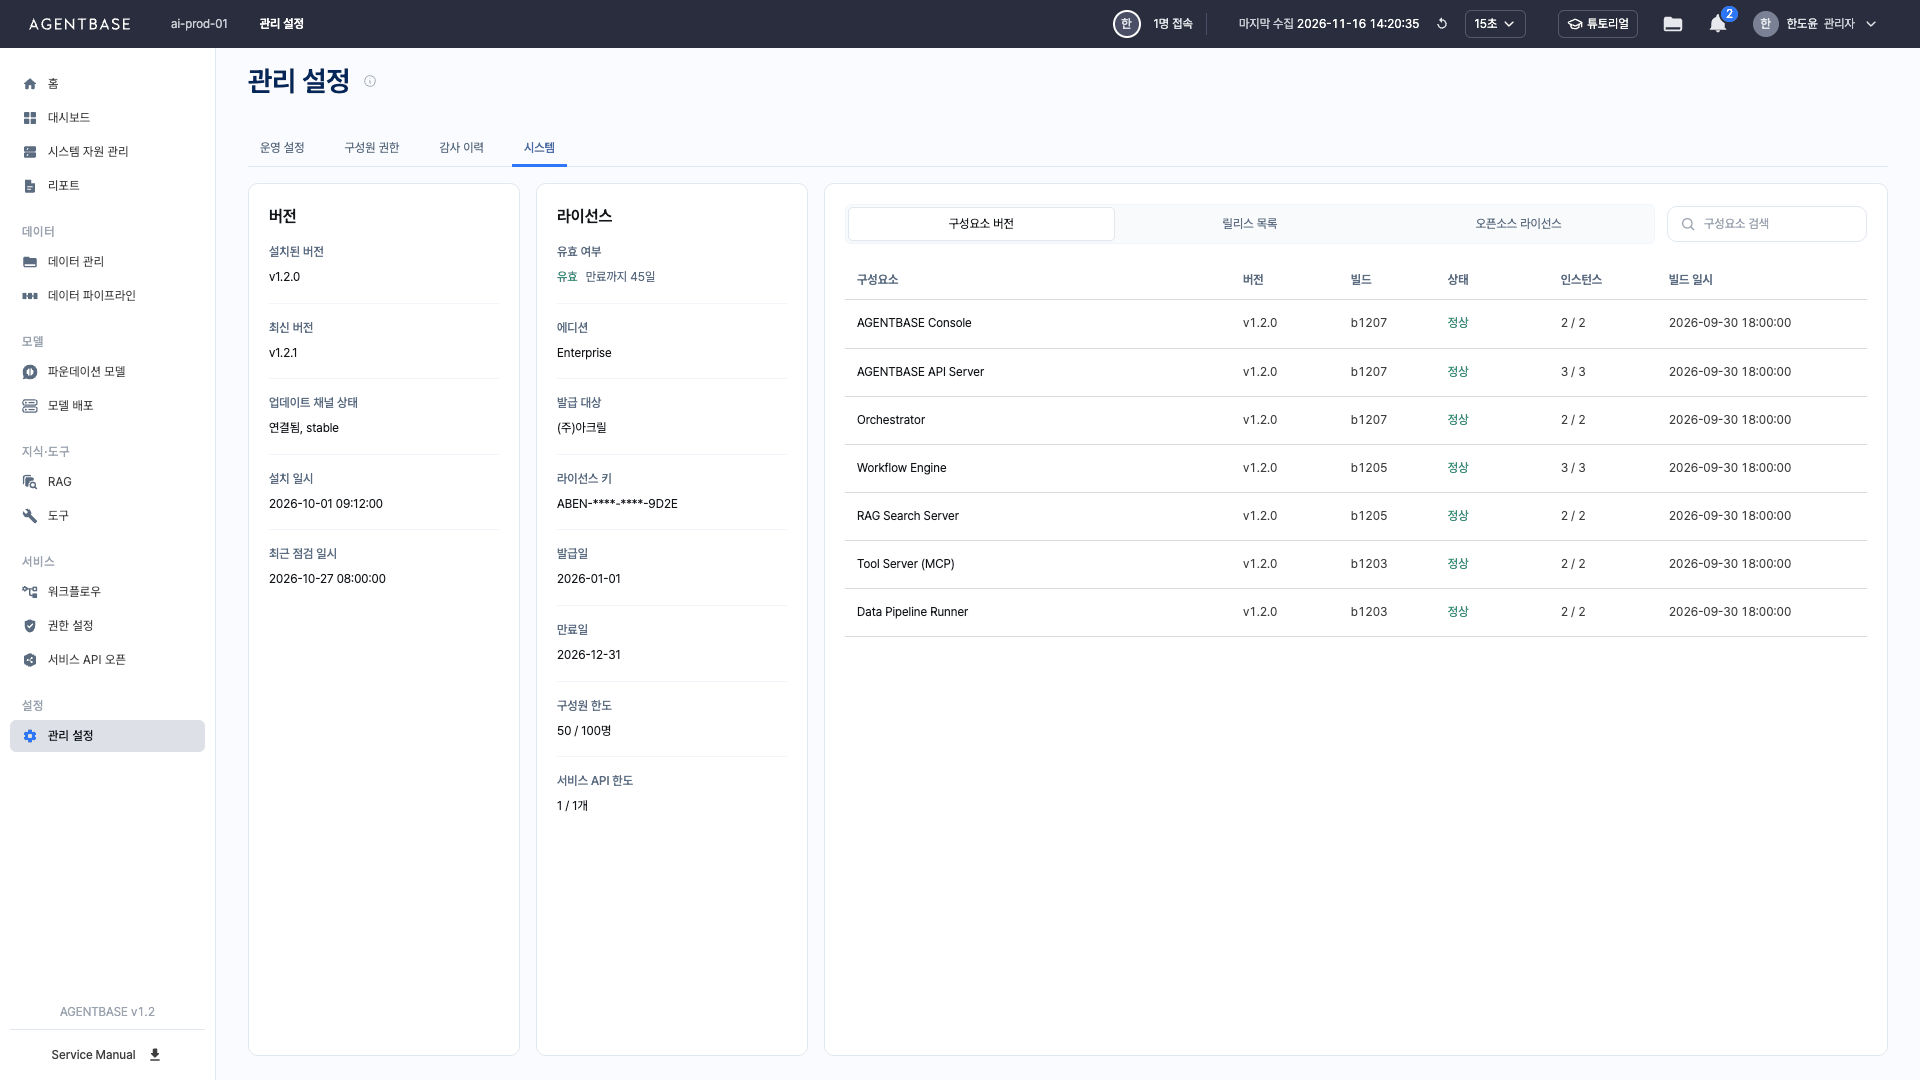 AGENTBASE
ai-prod-01
관리 설정
한
1명 접속
마지막 수집 2026-11-16 14:20:35
15초
튜토리얼
2
한
한도윤 관리자
홈
대시보드
시스템 자원 관리
리포트
데이터
데이터 관리
데이터 파이프라인
모델
파운데이션 모델
모델 배포
지식·도구
RAG
도구
서비스
워크플로우
권한 설정
서비스 API 오픈
설정
관리 설정
AGENTBASE v1.2
Service Manual
관리 설정
운영 설정
구성원 권한
감사 이력
시스템
버전
설치된 버전
v1.2.0
최신 버전
v1.2.1
업데이트 채널 상태
연결됨, stable
설치 일시
2026-10-01 09:12:00
최근 점검 일시
2026-10-27 08:00:00
라이선스
유효 여부
유효 만료까지 45일
에디션
Enterprise
발급 대상
(주)아크릴
라이선스 키
ABEN-****-****-9D2E
발급일
2026-01-01
만료일
2026-12-31
구성원 한도
50 / 100명
서비스 API 한도
1 / 1개
구성요소 버전
릴리스 목록
오픈소스 라이선스
구성요소 검색
구성요소 버전 빌드 상태 인스턴스 빌드 일시
AGENTBASE Console v1.2.0 b1207 정상 2 / 2 2026-09-30 18:00:00
AGENTBASE API Server v1.2.0 b1207 정상 3 / 3 2026-09-30 18:00:00
Orchestrator v1.2.0 b1207 정상 2 / 2 2026-09-30 18:00:00
Workflow Engine v1.2.0 b1205 정상 3 / 3 2026-09-30 18:00:00
RAG Search Server v1.2.0 b1205 정상 2 / 2 2026-09-30 18:00:00
Tool Server (MCP) v1.2.0 b1203 정상 2 / 2 2026-09-30 18:00:00
Data Pipeline Runner v1.2.0 b1203 정상 2 / 2 2026-09-30 18:00:00